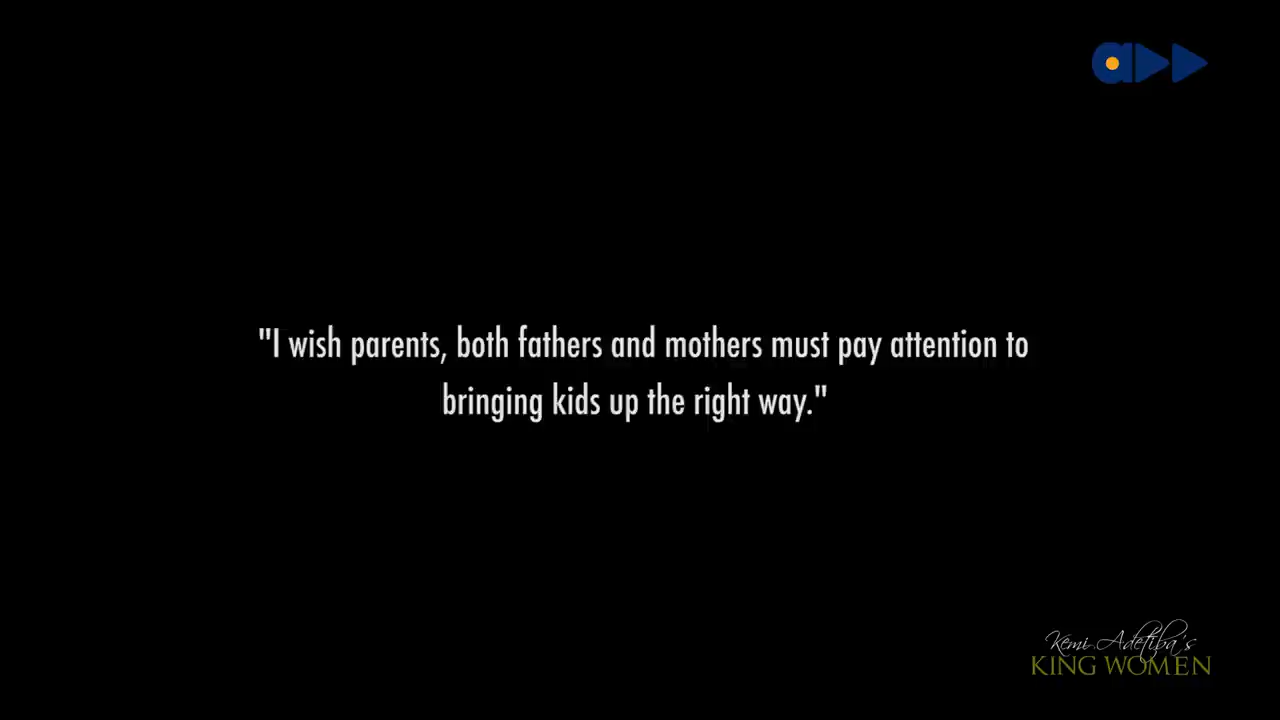 "I wish parents, both fathers and mothers must pay attention to
bringing kids up the right way."
Kemi Adetiba's
KING WOMEN